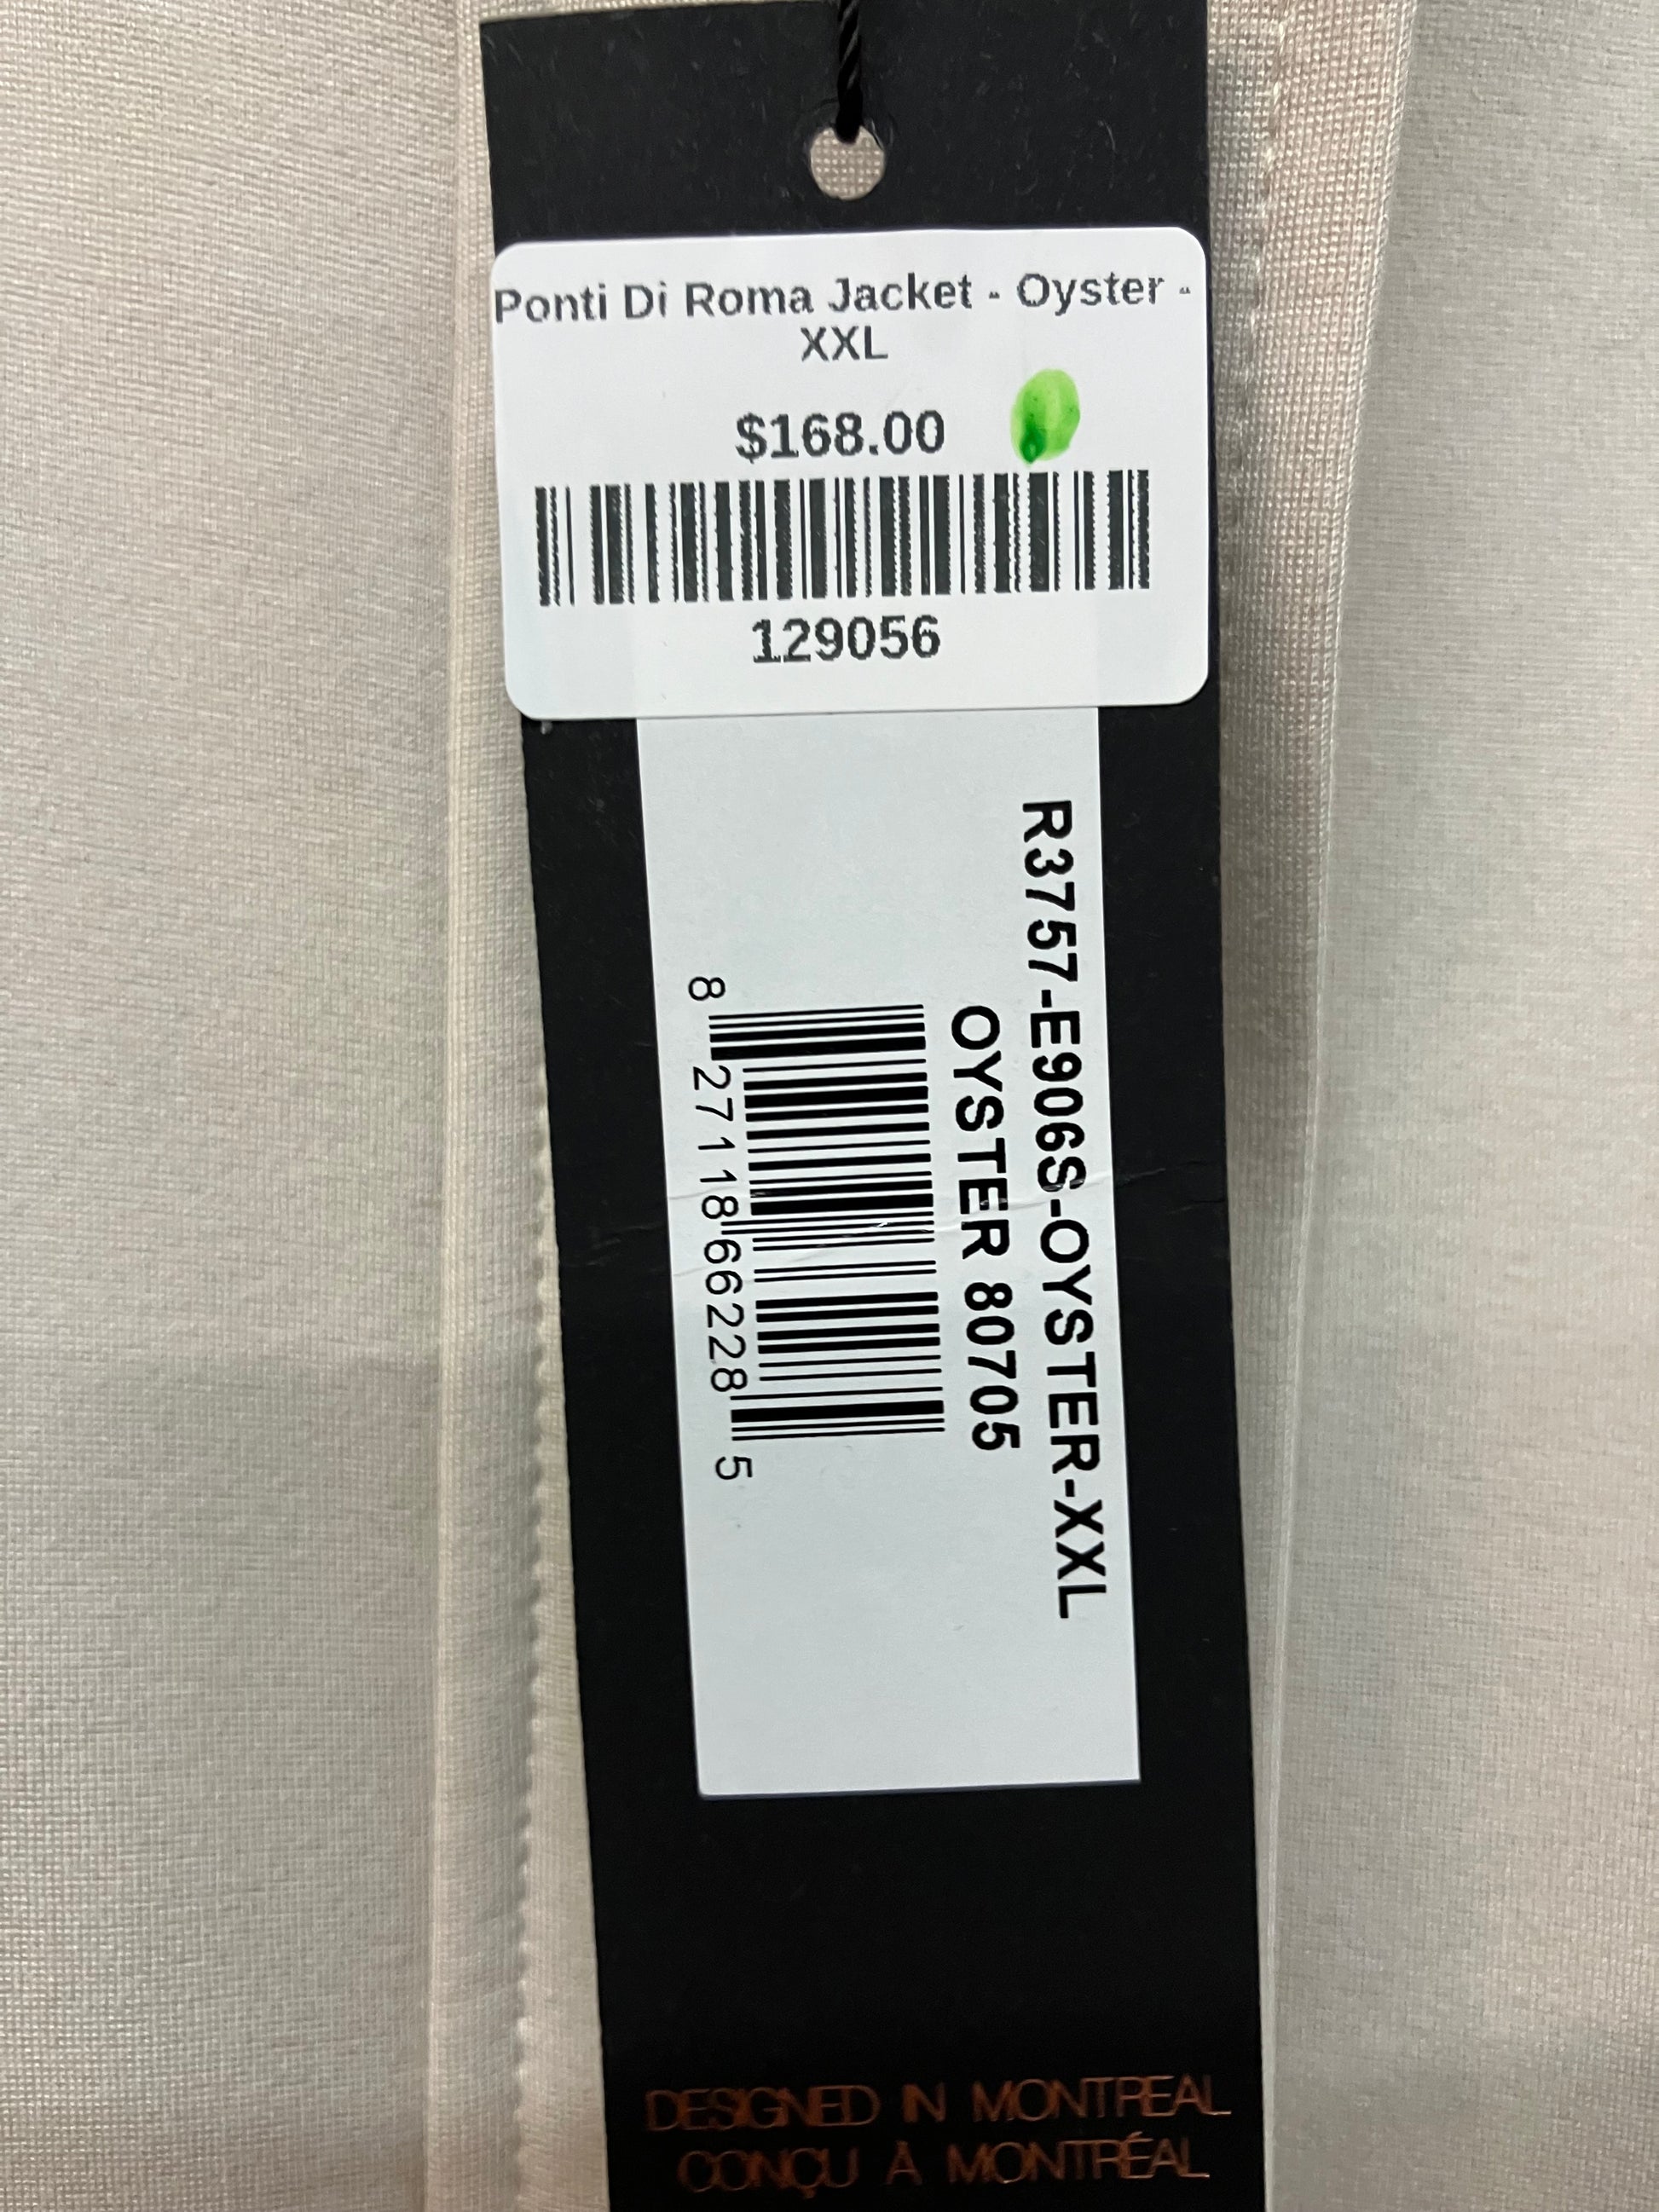 Ponti Di Roma Jacket - Oyster -
XXL
$168.00
129056
R3757-E906S-OYSTER-XXL
OYSTER 80705
8 27118 66228 5
DESIGNED IN MONTREAL
CONÇU À MONTRÉAL